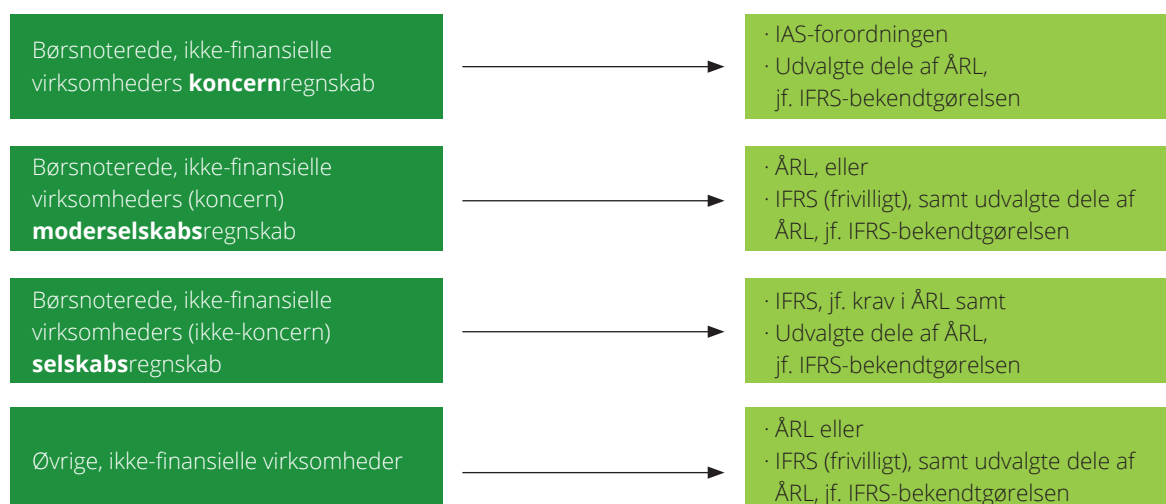 Børsnoterede, ikke-finansielle
virksomheders koncernregnskab
· IAS-forordningen
· Udvalgte dele af ÅRL,
jf. IFRS-bekendtgørelsen
Børsnoterede, ikke-finansielle
virksomheders (koncern)
moderselskabsregnskab
· ÅRL, eller
· IFRS (frivilligt), samt udvalgte dele af
ÅRL, jf. IFRS-bekendtgørelsen
Børsnoterede, ikke-finansielle
virksomheders (ikke-koncern)
selskabsregnskab
· IFRS, jf. krav i ÅRL samt
· Udvalgte dele af ÅRL,
jf. IFRS-bekendtgørelsen
Øvrige, ikke-finansielle virksomheder
· ÅRL eller
· IFRS (frivilligt), samt udvalgte dele af
ÅRL, jf. IFRS-bekendtgørelsen